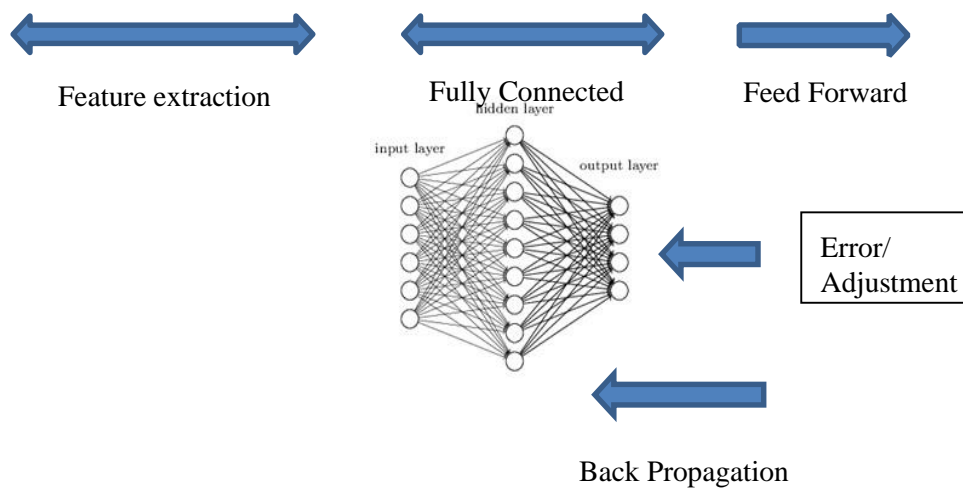 Feature extraction
Fully Connected
Feed Forward
hidden layer
input layer
output layer
Error/
Adjustment
Back Propagation